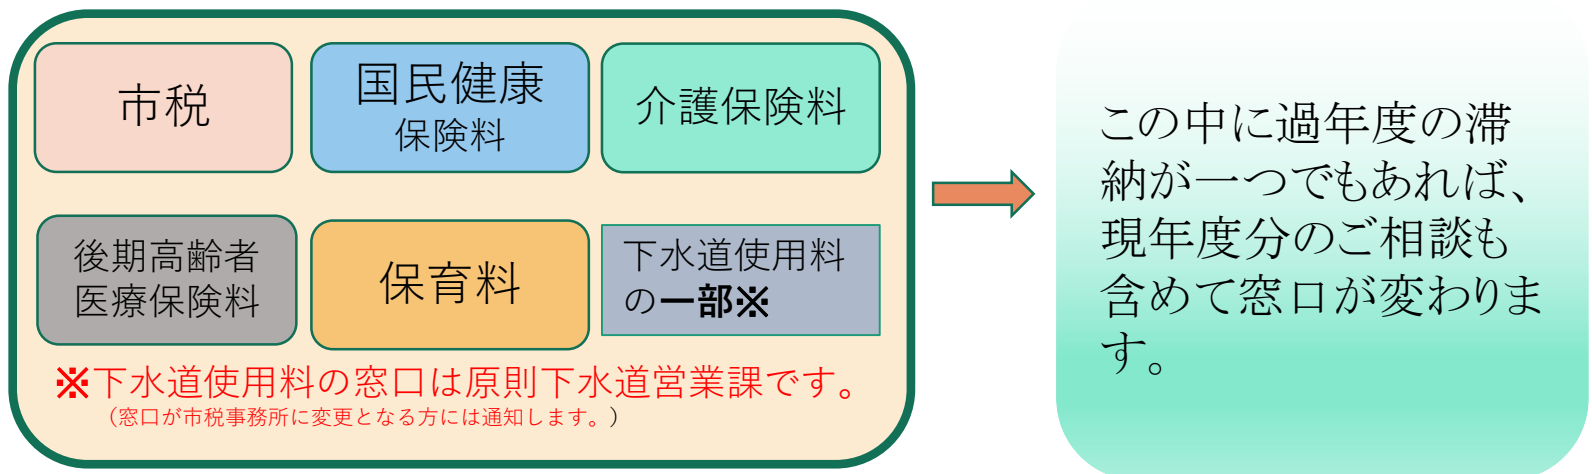 市税
国民健康
保険料
介護保険料
後期高齢者
医療保険料
保育料
下水道使用料
の一部※
※下水道使用料の窓口は原則下水道営業課です。
（窓口が市税事務所に変更となる方には通知します。）
この中に過年度の滞
納が一つでもあれば、
現年度分のご相談も
含めて窓口が変わりま
す。